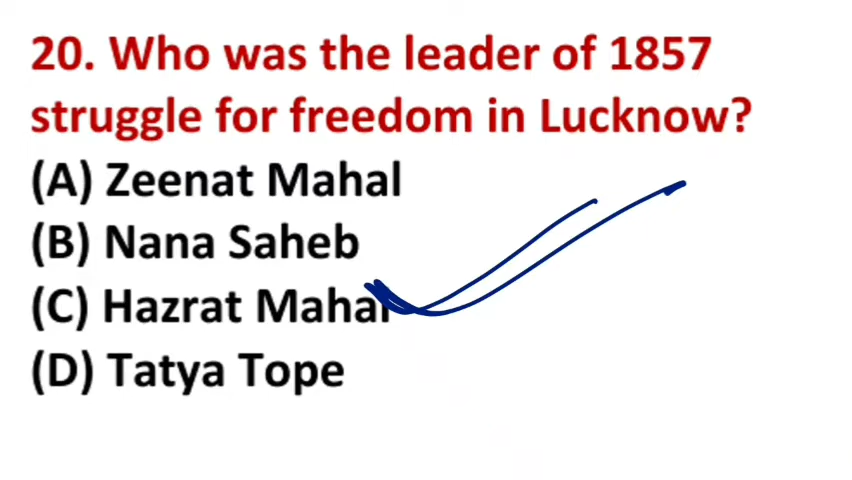 20. Who was the leader of 1857
struggle for freedom in Lucknow?
(A) Zeenat Mahal
(B) Nana Saheb
(C) Hazrat Mahal
(D) Tatya Tope